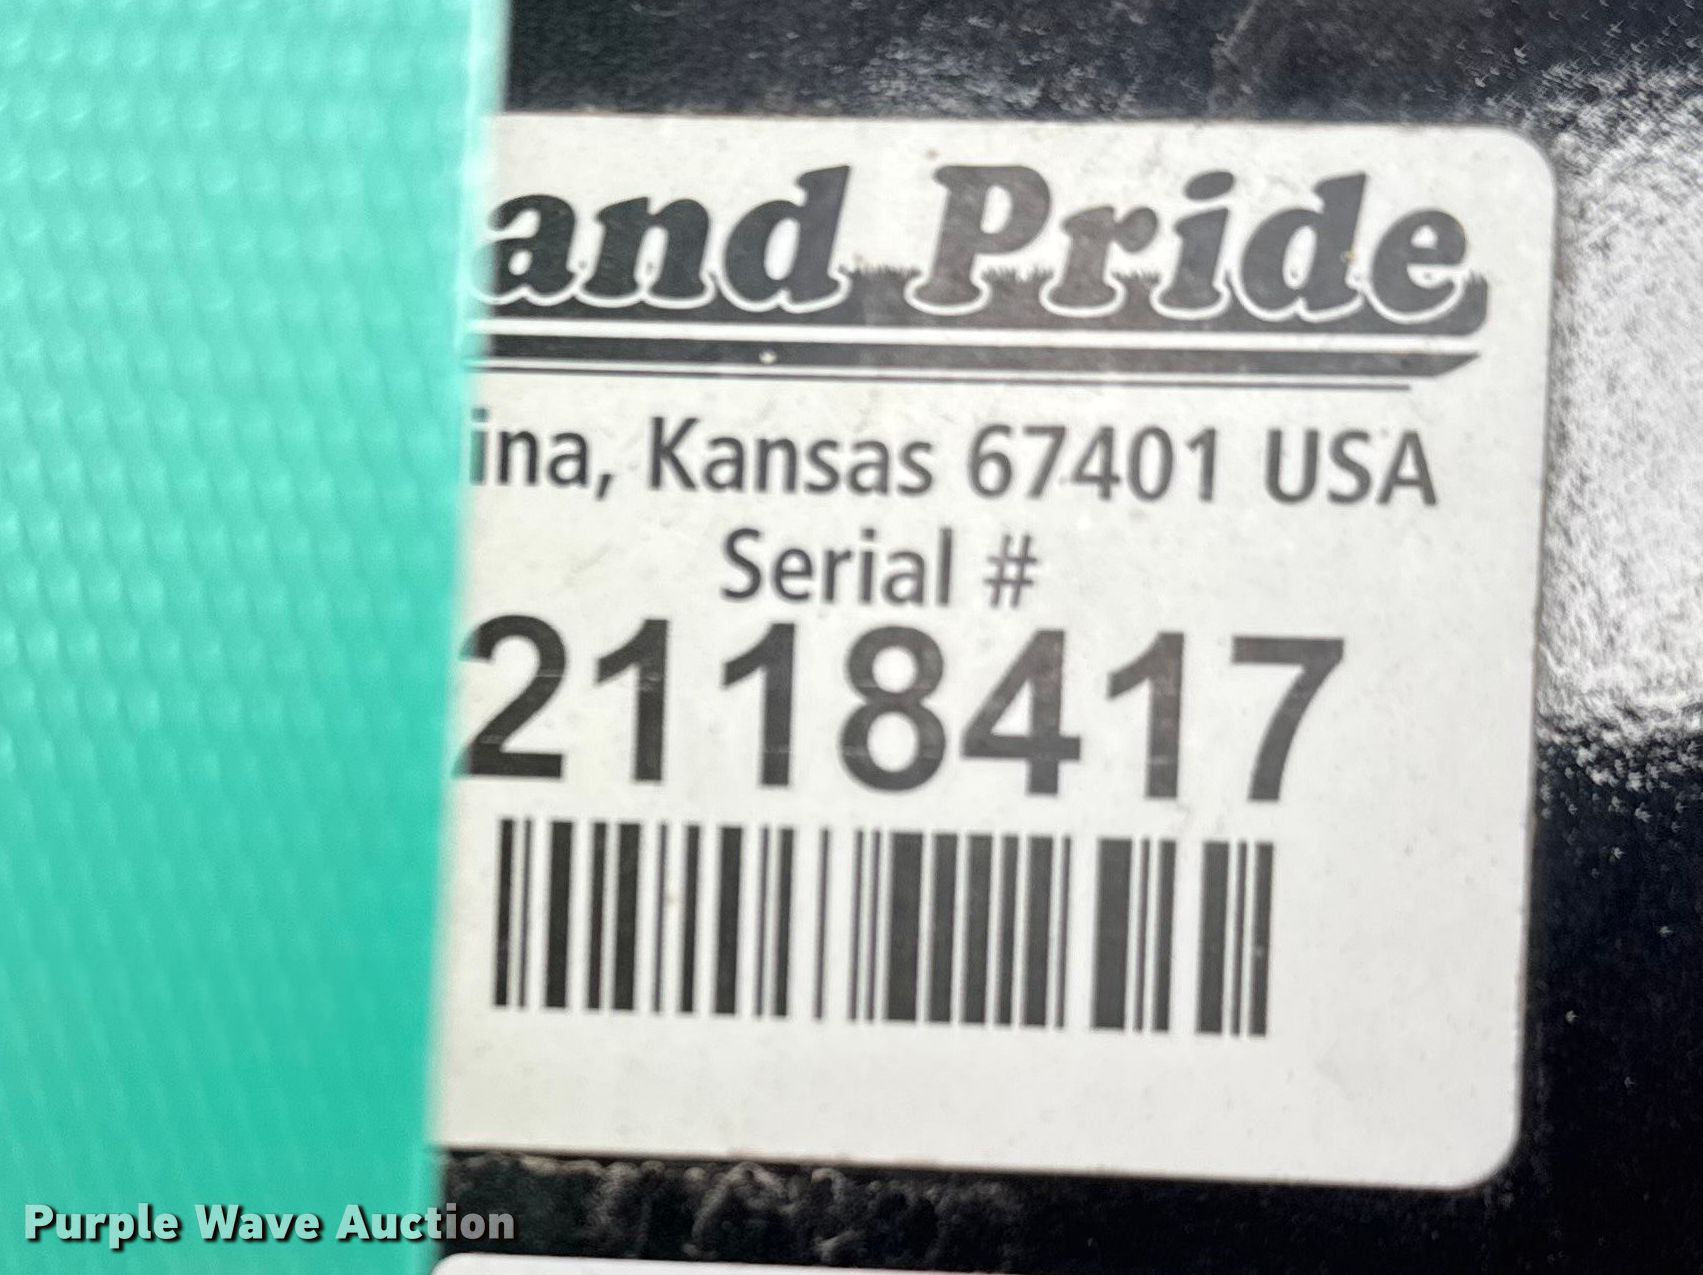 and Pride
ina, Kansas 67401 USA
Serial #
2118417
Purple Wave Auction